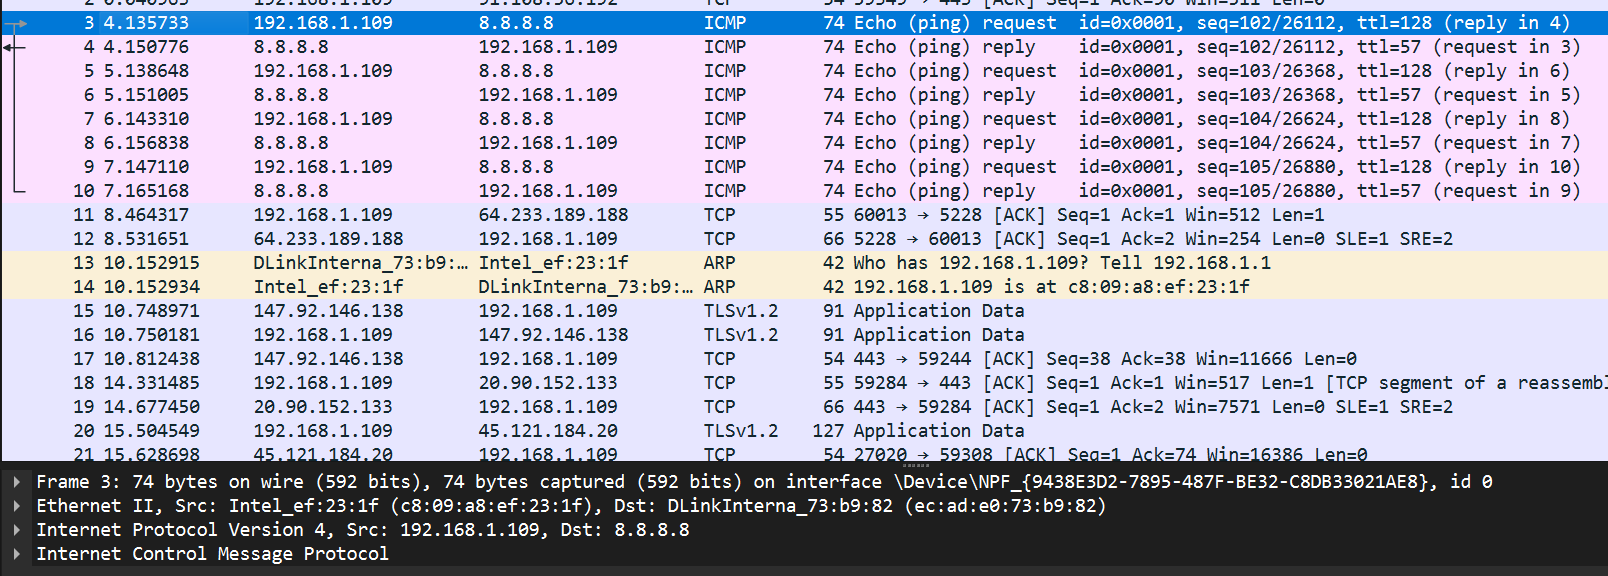 2 0.040965 192.168.1.109 91.108.56.192 TCP 54 59349 → 443 [ACK] Seq=96 Win=511 Len=0
3 4.135733 192.168.1.109 8.8.8.8 ICMP 74 Echo (ping) request id=0x0001, seq=102/26112, ttl=128 (reply in 4)
4 4.150776 8.8.8.8 192.168.1.109 ICMP 74 Echo (ping) reply id=0x0001, seq=102/26112, ttl=57 (request in 3)
5 5.138648 192.168.1.109 8.8.8.8 ICMP 74 Echo (ping) request id=0x0001, seq=103/26368, ttl=128 (reply in 6)
6 5.151005 8.8.8.8 192.168.1.109 ICMP 74 Echo (ping) reply id=0x0001, seq=103/26368, ttl=57 (request in 5)
7 6.143310 192.168.1.109 8.8.8.8 ICMP 74 Echo (ping) request id=0x0001, seq=104/26624, ttl=128 (reply in 8)
8 6.156838 8.8.8.8 192.168.1.109 ICMP 74 Echo (ping) reply id=0x0001, seq=104/26624, ttl=57 (request in 7)
9 7.147110 192.168.1.109 8.8.8.8 ICMP 74 Echo (ping) request id=0x0001, seq=105/26880, ttl=128 (reply in 10)
10 7.165168 8.8.8.8 192.168.1.109 ICMP 74 Echo (ping) reply id=0x0001, seq=105/26880, ttl=57 (request in 9)
11 8.464317 192.168.1.109 64.233.189.188 TCP 55 60013 → 5228 [ACK] Seq=1 Ack=1 Win=512 Len=1
12 8.531651 64.233.189.188 192.168.1.109 TCP 66 5228 → 60013 [ACK] Seq=1 Ack=2 Win=254 Len=0 SLE=1 SRE=2
13 10.152915 DLinkInterna_73:b9:… Intel_ef:23:1f ARP 42 Who has 192.168.1.109? Tell 192.168.1.1
14 10.152934 Intel_ef:23:1f DLinkInterna_73:b9:… ARP 42 192.168.1.109 is at c8:09:a8:ef:23:1f
15 10.748971 147.92.146.138 192.168.1.109 TLSv1.2 91 Application Data
16 10.750181 192.168.1.109 147.92.146.138 TLSv1.2 91 Application Data
17 10.812438 147.92.146.138 192.168.1.109 TCP 54 443 → 59244 [ACK] Seq=38 Ack=38 Win=11666 Len=0
18 14.331485 192.168.1.109 20.90.152.133 TCP 55 59284 → 443 [ACK] Seq=1 Ack=1 Win=517 Len=1 [TCP segment of a reassembl
19 14.677450 20.90.152.133 192.168.1.109 TCP 66 443 → 59284 [ACK] Seq=1 Ack=2 Win=7571 Len=0 SLE=1 SRE=2
20 15.504549 192.168.1.109 45.121.184.20 TLSv1.2 127 Application Data
21 15.628698 45.121.184.20 192.168.1.109 TCP 54 27020 → 59308 [ACK] Seq=1 Ack=74 Win=16386 Len=0
Frame 3: 74 bytes on wire (592 bits), 74 bytes captured (592 bits) on interface \Device\NPF_{9438E3D2-7895-487F-BE32-C8DB33021AE8}, id 0
Ethernet II, Src: Intel_ef:23:1f (c8:09:a8:ef:23:1f), Dst: DLinkInterna_73:b9:82 (ec:ad:e0:73:b9:82)
Internet Protocol Version 4, Src: 192.168.1.109, Dst: 8.8.8.8
Internet Control Message Protocol